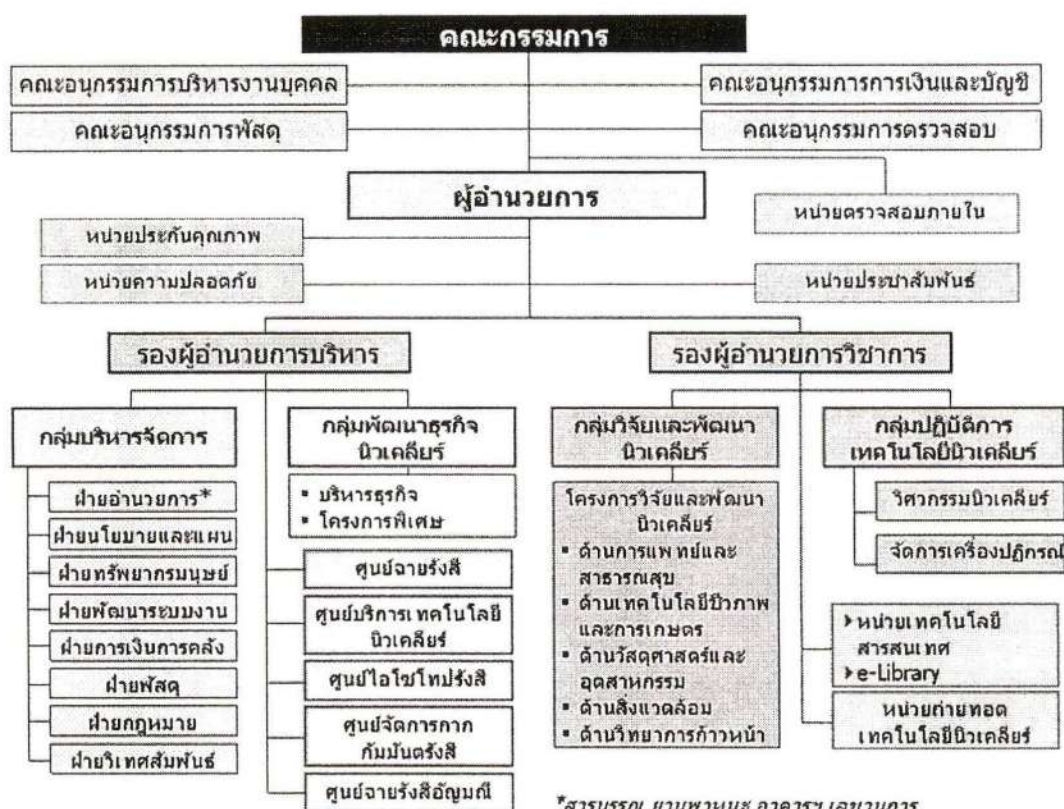 คณะกรรมการ
คณะอนุกรรมการบริหารงานบุคคล
คณะอนุกรรมการการเงินและบัญชี
คณะอนุกรรมการพัสดุ
คณะอนุกรรมการตรวจสอบ
ผู้อำนวยการ
หน่วยตรวจสอบภายใน
หน่วยประกันคุณภาพ
หน่วยความปลอดภัย
หน่วยประชาสัมพันธ์
รองผู้อำนวยการบริหาร
กลุ่มบริหารจัดการ
ฝ่ายอำนวยการ*
ฝ่ายนโยบายและแผน
ฝ่ายทรัพยากรมนุษย์
ฝ่ายพัฒนาระบบงาน
ฝ่ายการเงินการคลัง
ฝ่ายพัสดุ
ฝ่ายกฎหมาย
ฝ่ายวิเทศสัมพันธ์
กลุ่มพัฒนาธุรกิจ
นิวเคลียร์
▪ บริหารธุรกิจ
▪ โครงการพิเศษ
ศูนย์ฉายรังสี
ศูนย์บริการเทคโนโลยี
นิวเคลียร์
ศูนย์ไอโซโทปรังสี
ศูนย์จัดการกาก
กัมมันตรังสี
ศูนย์ฉายรังสีอัญมณี
รองผู้อำนวยการวิชาการ
กลุ่มวิจัยและพัฒนา
นิวเคลียร์
โครงการวิจัยและพัฒนา
นิวเคลียร์
▪ ด้านการแพทย์และ
สาธารณสุข
▪ ด้านเทคโนโลยีชีวภาพ
และการเกษตร
▪ ด้านวัสดุศาสตร์และ
อุตสาหกรรม
▪ ด้านสิ่งแวดล้อม
▪ ด้านวิทยาการก้าวหน้า
กลุ่มปฏิบัติการ
เทคโนโลยีนิวเคลียร์
วิศวกรรมนิวเคลียร์
จัดการเครื่องปฏิกรณ์
หน่วยเทคโนโลยี
สารสนเทศ
e-Library
หน่วยถ่ายทอด
เทคโนโลยีนิวเคลียร์
*สารบรรณ ยานพาหนะ อาคารฯ